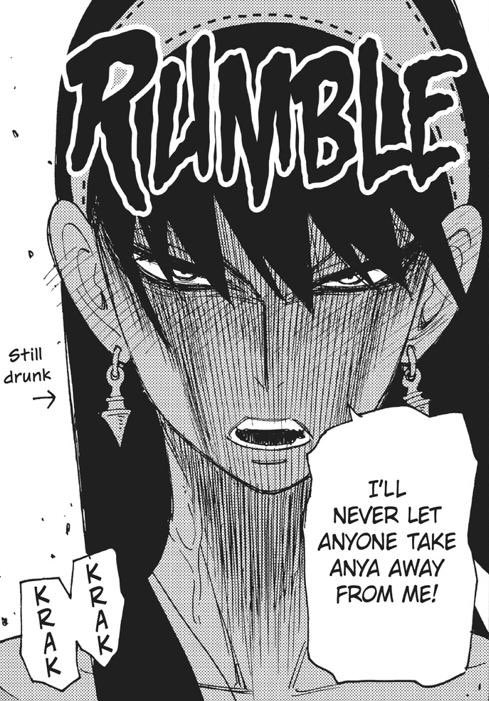 RUMBLE
Still
drunk
I'LL
NEVER LET
ANYONE TAKE
ANYA AWAY
FROM ME!
KRAK
KRAK